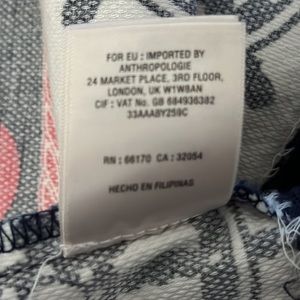 FOR EU : IMPORTED BY
ANTHROPOLOGIE
24 MARKET PLACE, 3RD FLOOR,
LONDON, UK W1W8AN
CIF : VAT No. GB 684936382
33AAABY259C
RN : 66170 CA : 32054
HECHO EN FILIPINAS